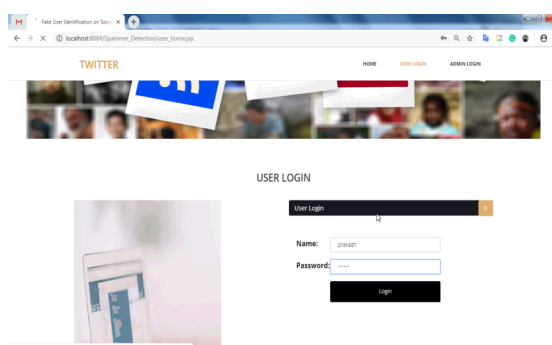 Fake User Identification on Social
localhost:8084/Spammer_Detection/user_home.jsp
TWITTER HOME USER LOGIN ADMIN LOGIN
USER LOGIN
User Login
Name: prakash
Password: ......
Login